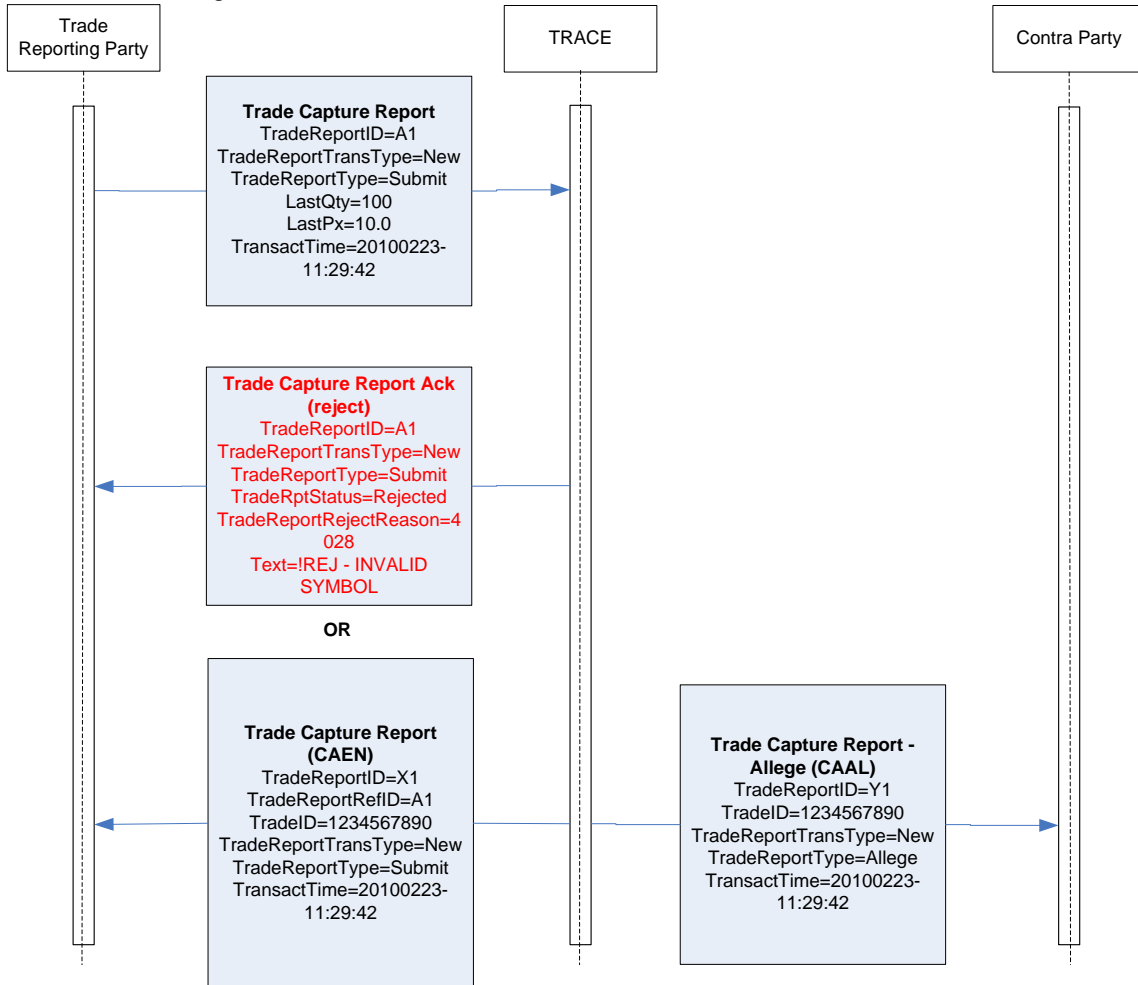 Trade
Reporting Party
TRACE
Contra Party
Trade Capture Report
TradeReportID=A1
TradeReportTransType=New
TradeReportType=Submit
LastQty=100
LastPx=10.0
TransactTime=20100223-
11:29:42
Trade Capture Report Ack
(reject)
TradeReportID=A1
TradeReportTransType=New
TradeReportType=Submit
TradeRptStatus=Rejected
TradeReportRejectReason=4
028
Text=!REJ - INVALID
SYMBOL
OR
Trade Capture Report
(CAEN)
TradeReportID=X1
TradeReportRefID=A1
TradeID=1234567890
TradeReportTransType=New
TradeReportType=Submit
TransactTime=20100223-
11:29:42
Trade Capture Report -
Allege (CAAL)
TradeReportID=Y1
TradeID=1234567890
TradeReportTransType=New
TradeReportType=Allege
TransactTime=20100223-
11:29:42